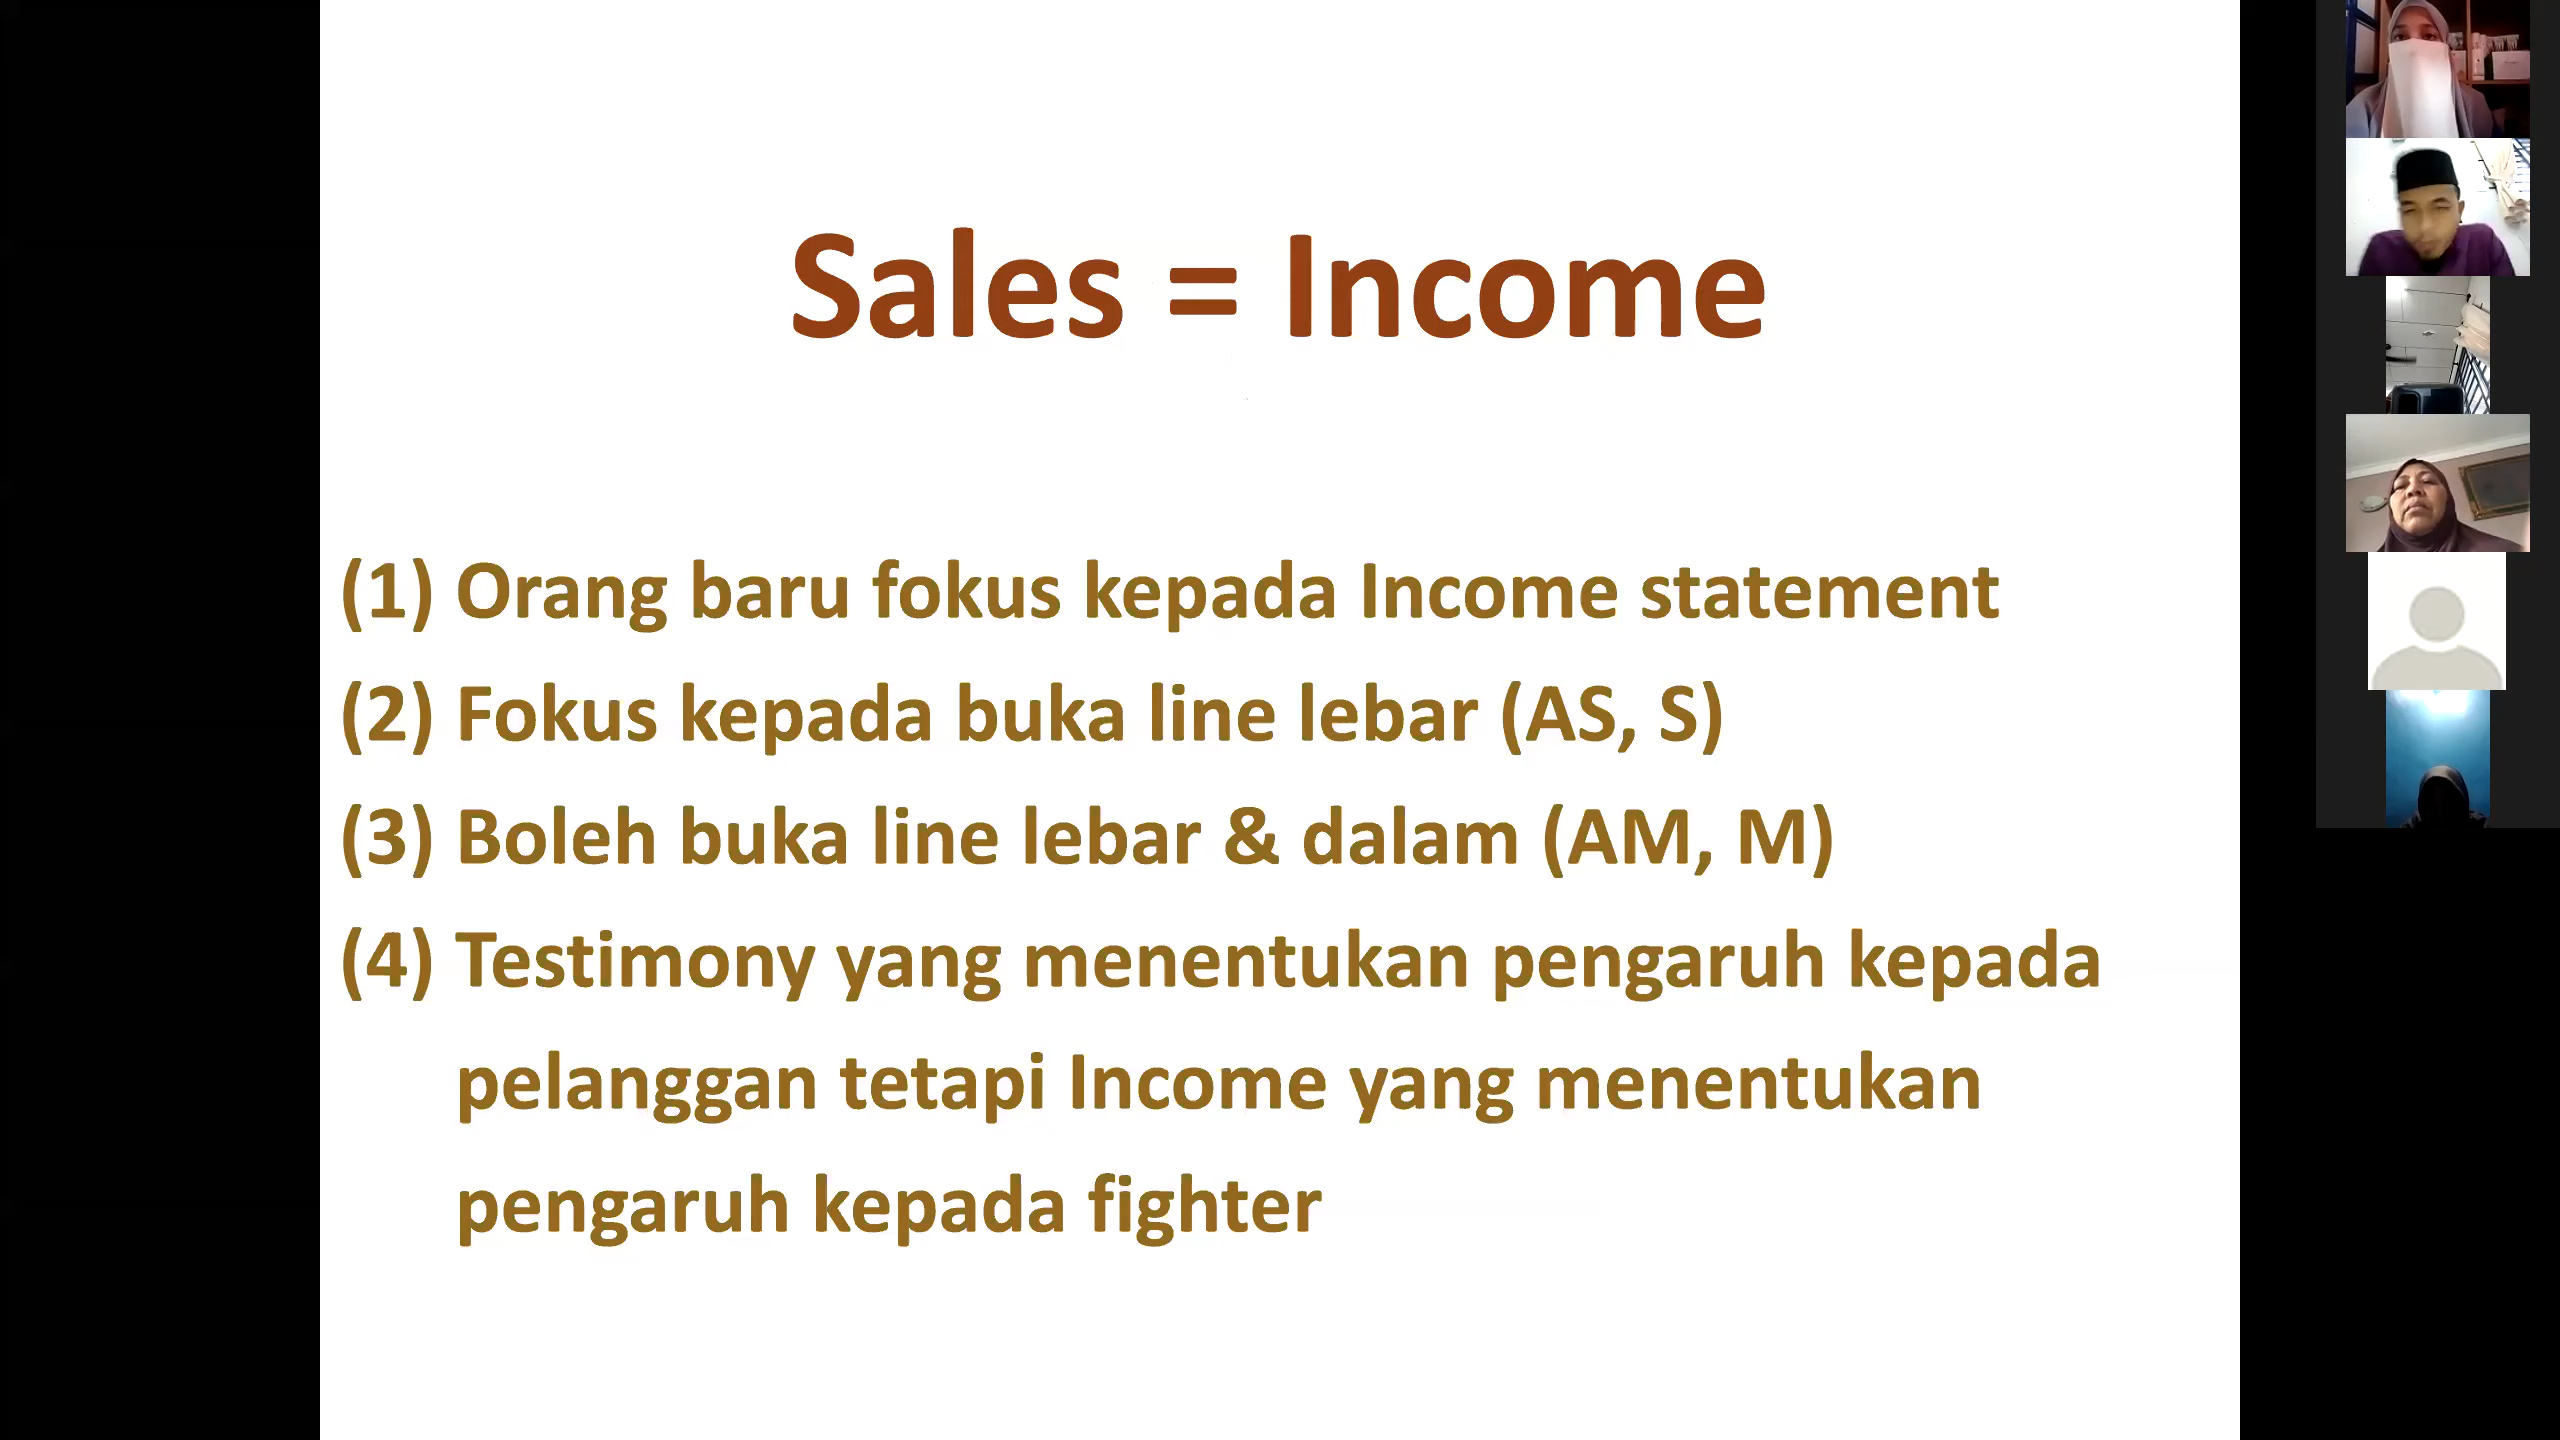 Sales = Income
(1) Orang baru fokus kepada Income statement
(2) Fokus kepada buka line lebar (AS, S)
(3) Boleh buka line lebar & dalam (AM, M)
(4) Testimony yang menentukan pengaruh kepada
pelanggan tetapi Income yang menentukan
pengaruh kepada fighter